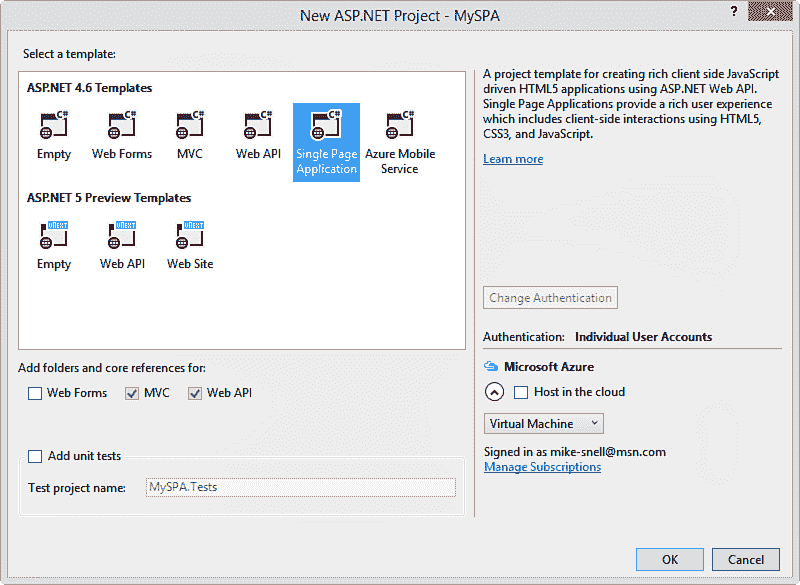 New ASP.NET Project - MySPA
?
Select a template:
ASP.NET 4.6 Templates
C# C# C# C# C# C#
Empty Web Forms MVC Web API Single Page Application Azure Mobile Service
ASP.NET 5 Preview Templates
vNEXT vNEXT vNEXT
Empty Web API Web Site
Add folders and core references for:
Web Forms MVC Web API
Add unit tests
Test project name: MySPA.Tests
A project template for creating rich client side JavaScript
driven HTML5 applications using ASP.NET Web API.
Single Page Applications provide a rich user experience
which includes client-side interactions using HTML5,
CSS3, and JavaScript.
Learn more
Change Authentication
Authentication: Individual User Accounts
Microsoft Azure
Host in the cloud
Virtual Machine
Signed in as mike-snell@msn.com
Manage Subscriptions
OK Cancel